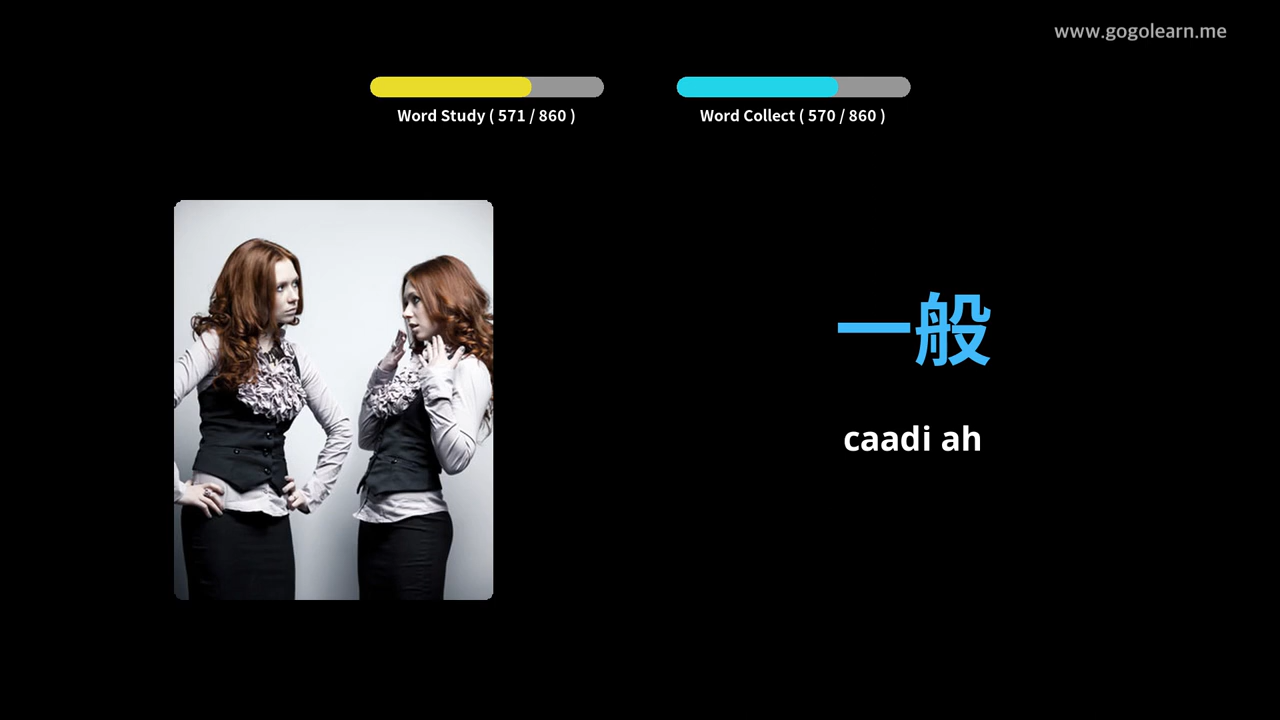 www.gogolearn.me
Word Study ( 571 / 860 )
Word Collect ( 570 / 860 )
一般
caadi ah